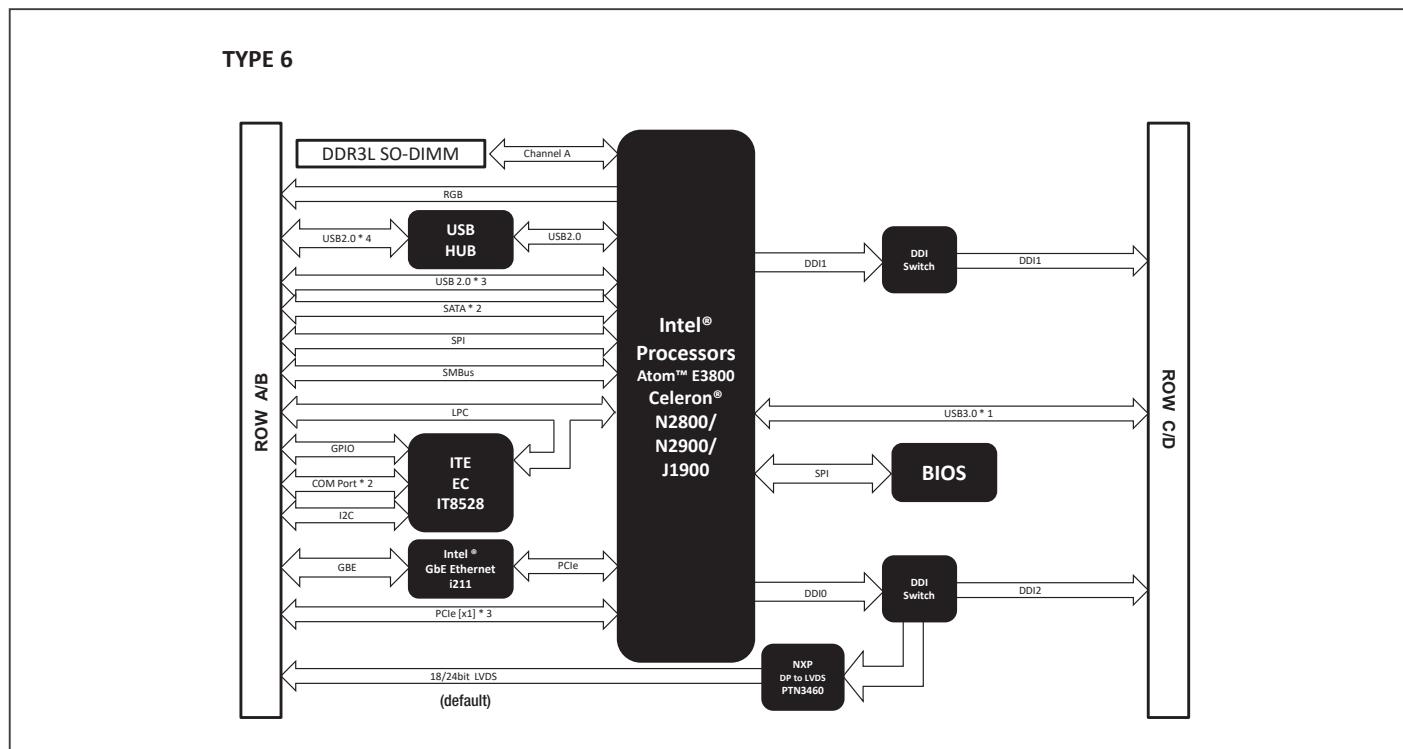 TYPE 6
ROW A/B
DDR3L SO-DIMM
Channel A
RGB
USB2.0 * 4
USB
HUB
USB2.0
USB 2.0 * 3
SATA * 2
SPI
SMBus
LPC
GPIO
COM Port * 2
I2C
ITE
EC
IT8528
GBE
Intel ®
GbE Ethernet
i211
PCIe
PCIe [x1] * 3
18/24bit LVDS
(default)
Intel®
Processors
Atom™ E3800
Celeron®
N2800/
N2900/
J1900
DDI1
DDI
Switch
DDI1
USB3.0 * 1
SPI
BIOS
DDI0
DDI
Switch
DDI2
NXP
DP to LVDS
PTN3460
ROW C/D